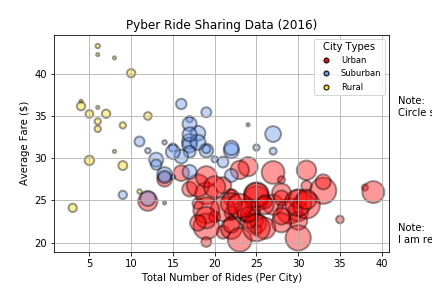 Pyber Ride Sharing Data (2016)
City Types
Urban
Suburban
Rural
40
35
30
25
20
Average Fare ($)
5 10 15 20 25 30 35 40
Total Number of Rides (Per City)
Note:
Circle
Note:
I am